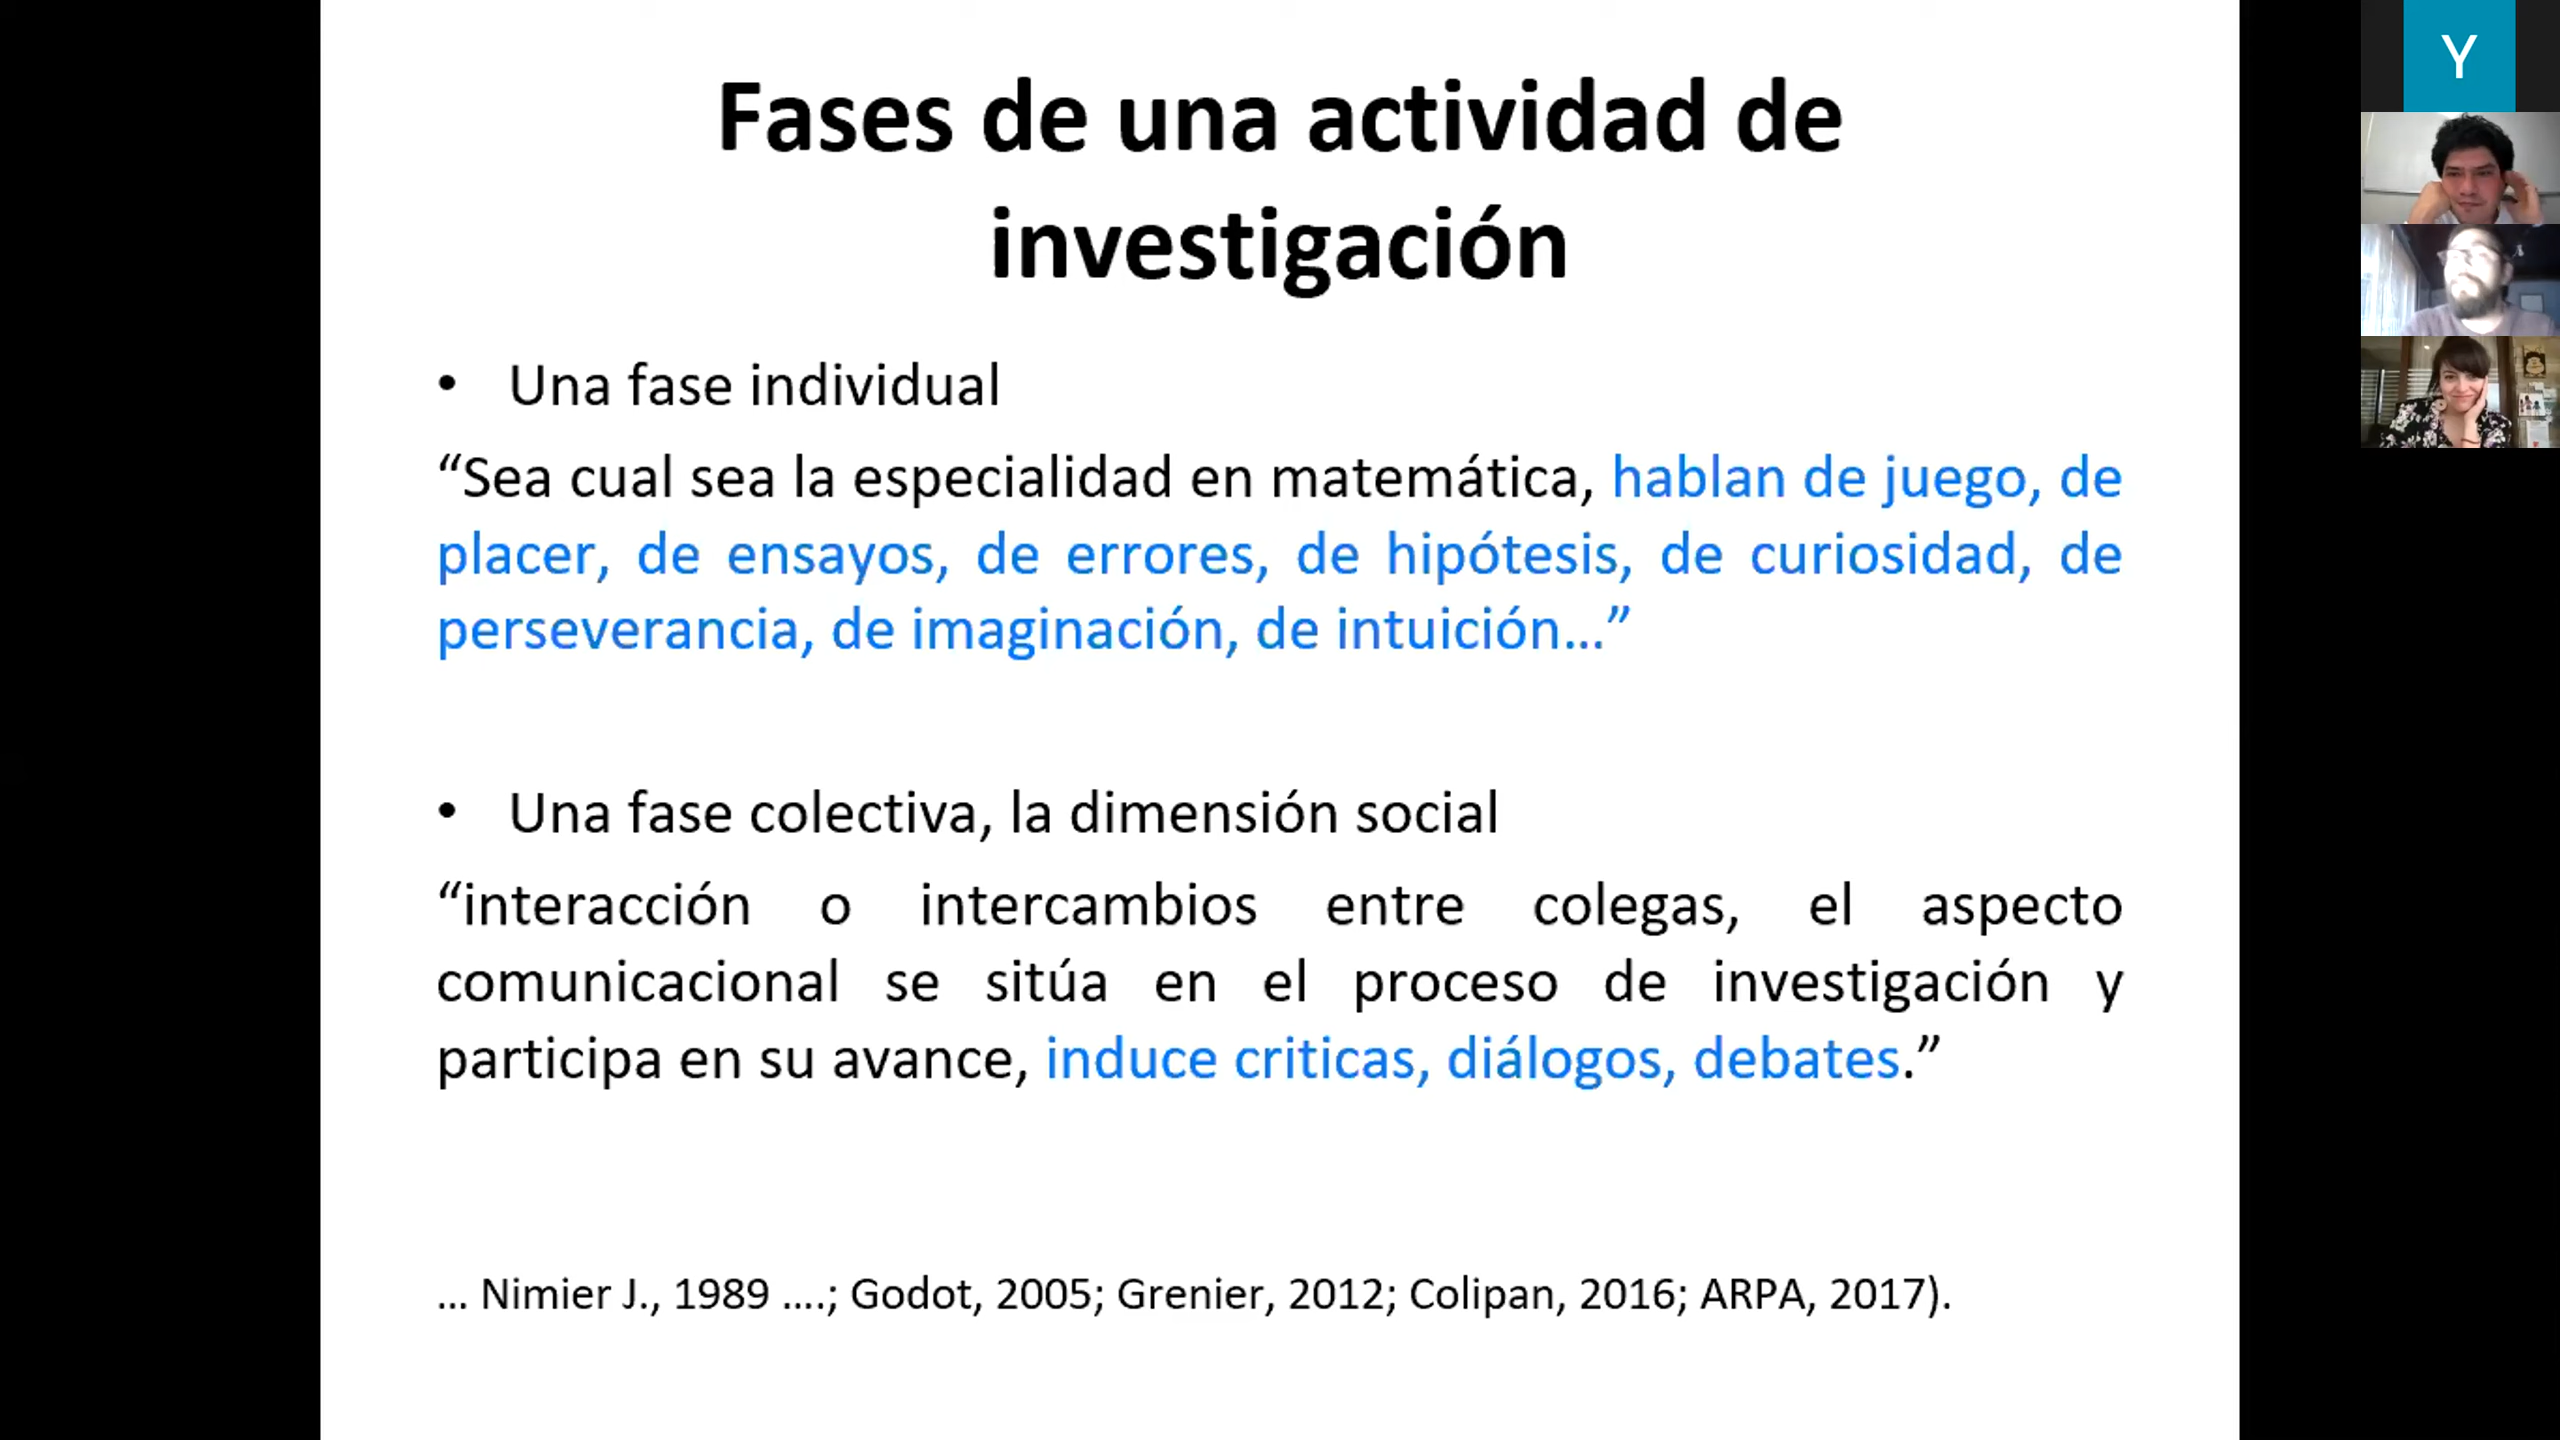 Fases de una actividad de
investigación
• Una fase individual
“Sea cual sea la especialidad en matemática, hablan de juego, de
placer, de ensayos, de errores, de hipótesis, de curiosidad, de
perseverancia, de imaginación, de intuición…”
• Una fase colectiva, la dimensión social
“interacción o intercambios entre colegas, el aspecto
comunicacional se sitúa en el proceso de investigación y
participa en su avance, induce criticas, diálogos, debates.”
… Nimier J., 1989 ….; Godot, 2005; Grenier, 2012; Colipan, 2016; ARPA, 2017).
Y